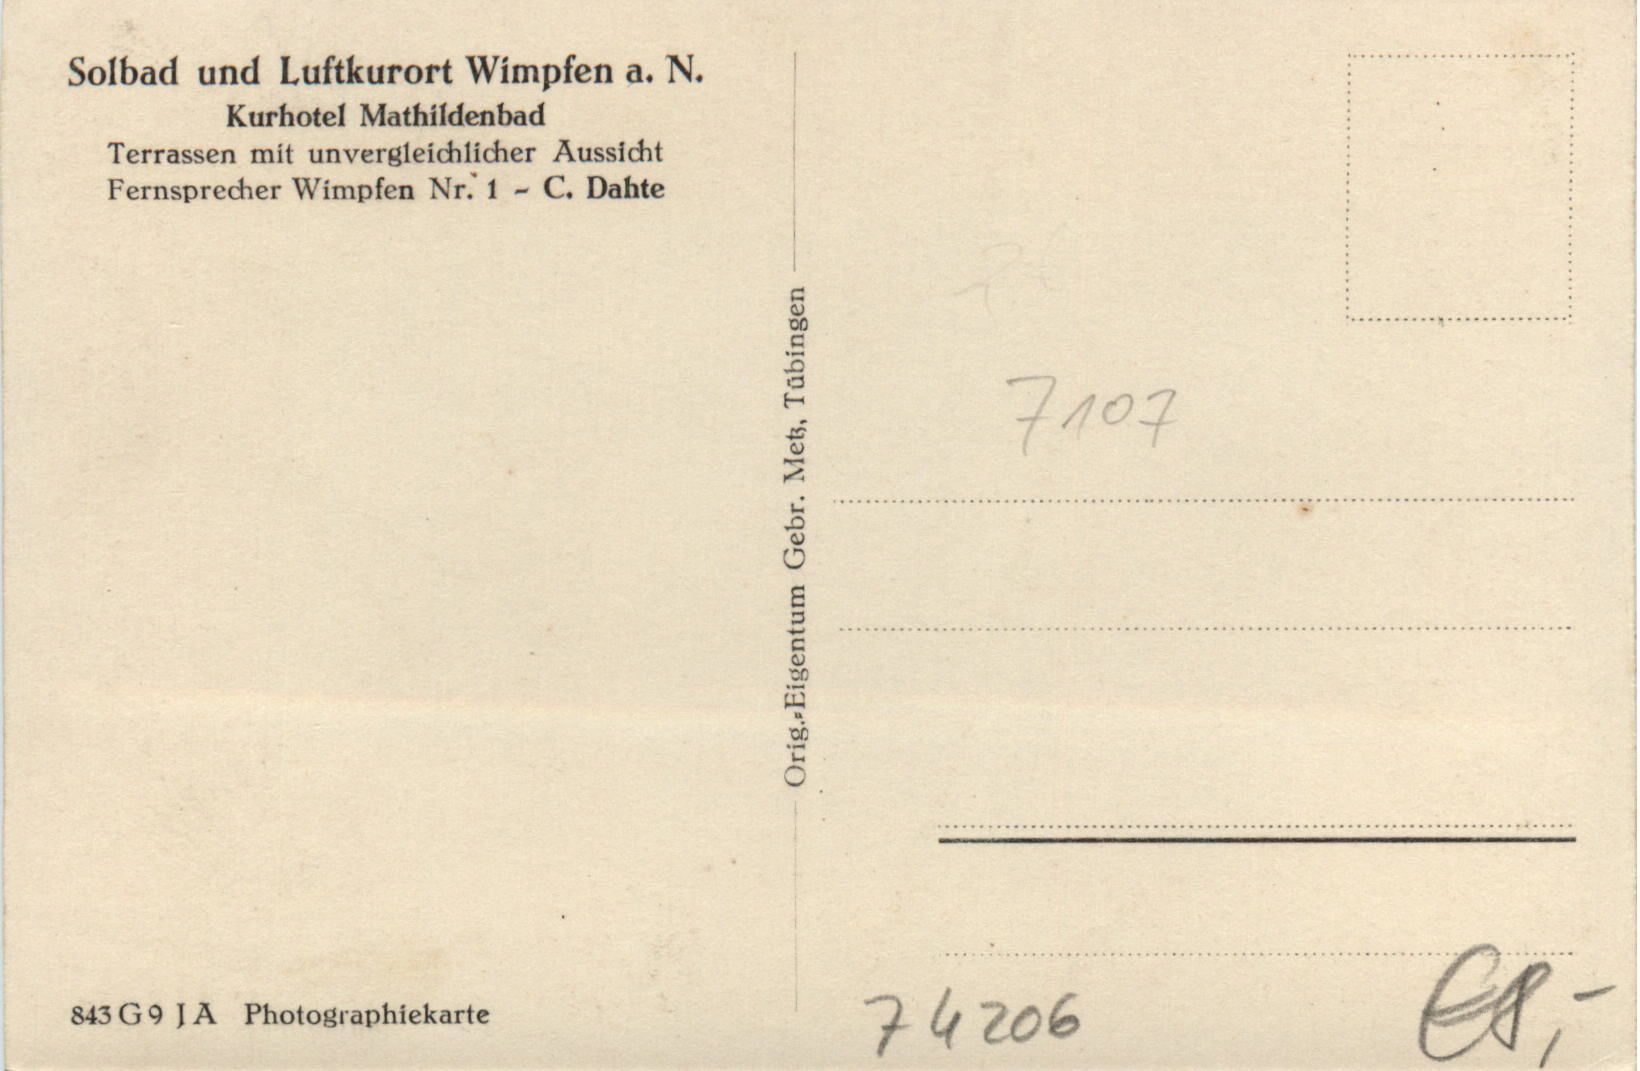 Solbad und Luftkurort Wimpfen a. N.
Kurhotel Mathildenbad
Terrassen mit unvergleichlicher Aussicht
Fernsprecher Wimpfen Nr. 1 - C. Dahte
Orig.-Eigentum Gebr. Metz, Tübingen
7107
843 G 9 J A Photographiekarte
74206
€8,-